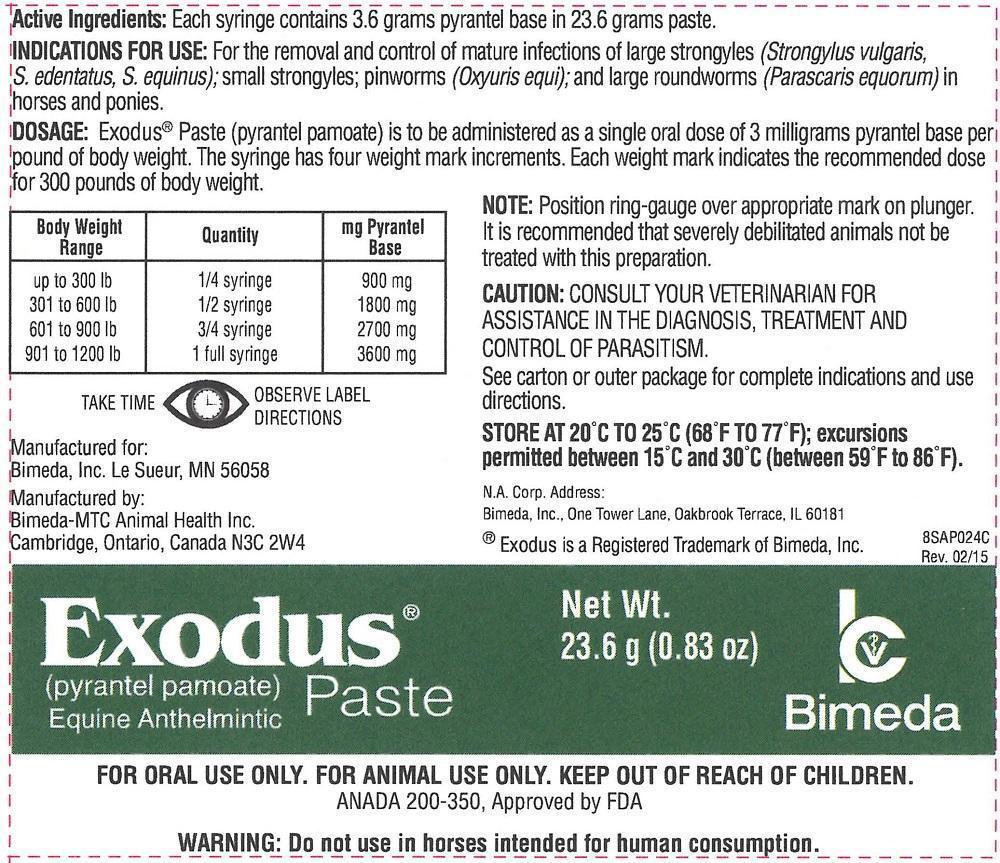 Active Ingredients: Each syringe contains 3.6 grams pyrantel base in 23.6 grams paste.
INDICATIONS FOR USE: For the removal and control of mature infections of large strongyles (Strongylus vulgaris,
S. edentatus, S. equinus); small strongyles; pinworms (Oxyuris equi); and large roundworms (Parascaris equorum) in
horses and ponies.
DOSAGE: Exodus® Paste (pyrantel pamoate) is to be administered as a single oral dose of 3 milligrams pyrantel base per
pound of body weight. The syringe has four weight mark increments. Each weight mark indicates the recommended dose
for 300 pounds of body weight.
Body Weight Range Quantity mg Pyrantel Base
up to 300 lb 1/4 syringe 900 mg
301 to 600 lb 1/2 syringe 1800 mg
601 to 900 lb 3/4 syringe 2700 mg
901 to 1200 lb 1 full syringe 3600 mg
TAKE TIME OBSERVE LABEL
DIRECTIONS
Manufactured for:
Bimeda, Inc. Le Sueur, MN 56058
Manufactured by:
Bimeda-MTC Animal Health Inc.
Cambridge, Ontario, Canada N3C 2W4
NOTE: Position ring-gauge over appropriate mark on plunger.
It is recommended that severely debilitated animals not be
treated with this preparation.
CAUTION: CONSULT YOUR VETERINARIAN FOR
ASSISTANCE IN THE DIAGNOSIS, TREATMENT AND
CONTROL OF PARASITISM.
See carton or outer package for complete indications and use
directions.
STORE AT 20°C TO 25°C (68°F TO 77°F); excursions
permitted between 15°C and 30°C (between 59°F to 86°F).
N.A. Corp. Address:
Bimeda, Inc., One Tower Lane, Oakbrook Terrace, IL 60181
® Exodus is a Registered Trademark of Bimeda, Inc.
8SAP024C
Rev. 02/15
Exodus®
(pyrantel pamoate) Paste
Equine Anthelmintic
Net Wt.
23.6 g (0.83 oz)
Bimeda
FOR ORAL USE ONLY. FOR ANIMAL USE ONLY. KEEP OUT OF REACH OF CHILDREN.
ANADA 200-350, Approved by FDA
WARNING: Do not use in horses intended for human consumption.